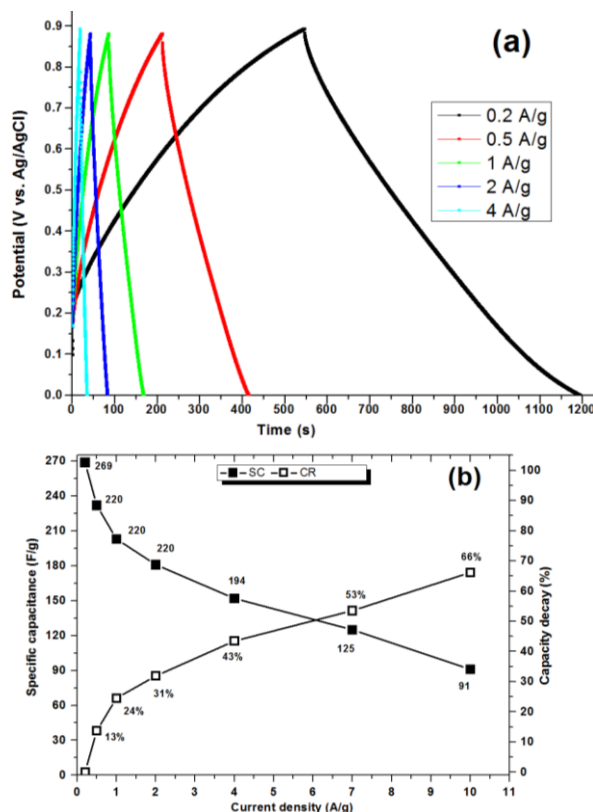 (a)
0.9
0.8
0.7
0.6
0.5
0.4
0.3
0.2
0.1
0.0
Potential (V vs. Ag/AgCl)
0.2 A/g
0.5 A/g
1 A/g
2 A/g
4 A/g
0 100 200 300 400 500 600 700 800 900 1000 1100 1200
Time (s)
(b)
SC CR
270
240
210
180
150
120
90
60
30
0
Specific capacitance (F/g)
269
220
220
220
194
125
91
13%
24%
31%
43%
53%
66%
100
90
80
70
60
50
40
30
20
10
0
Capacity decay (%)
0 1 2 3 4 5 6 7 8 9 10 11
Current density (A/g)